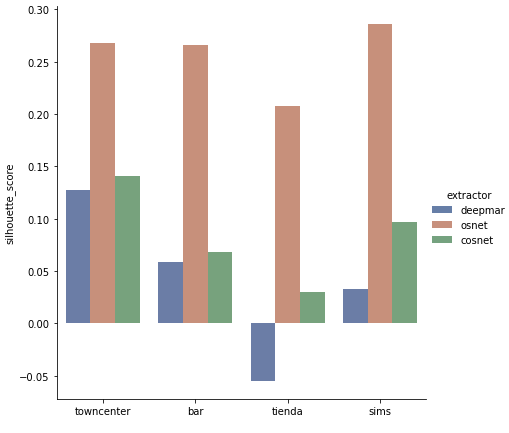 0.30
0.25
0.20
0.15
0.10
0.05
0.00
−0.05
silhouette_score
towncenter bar tienda sims
extractor
deepmar
osnet
cosnet